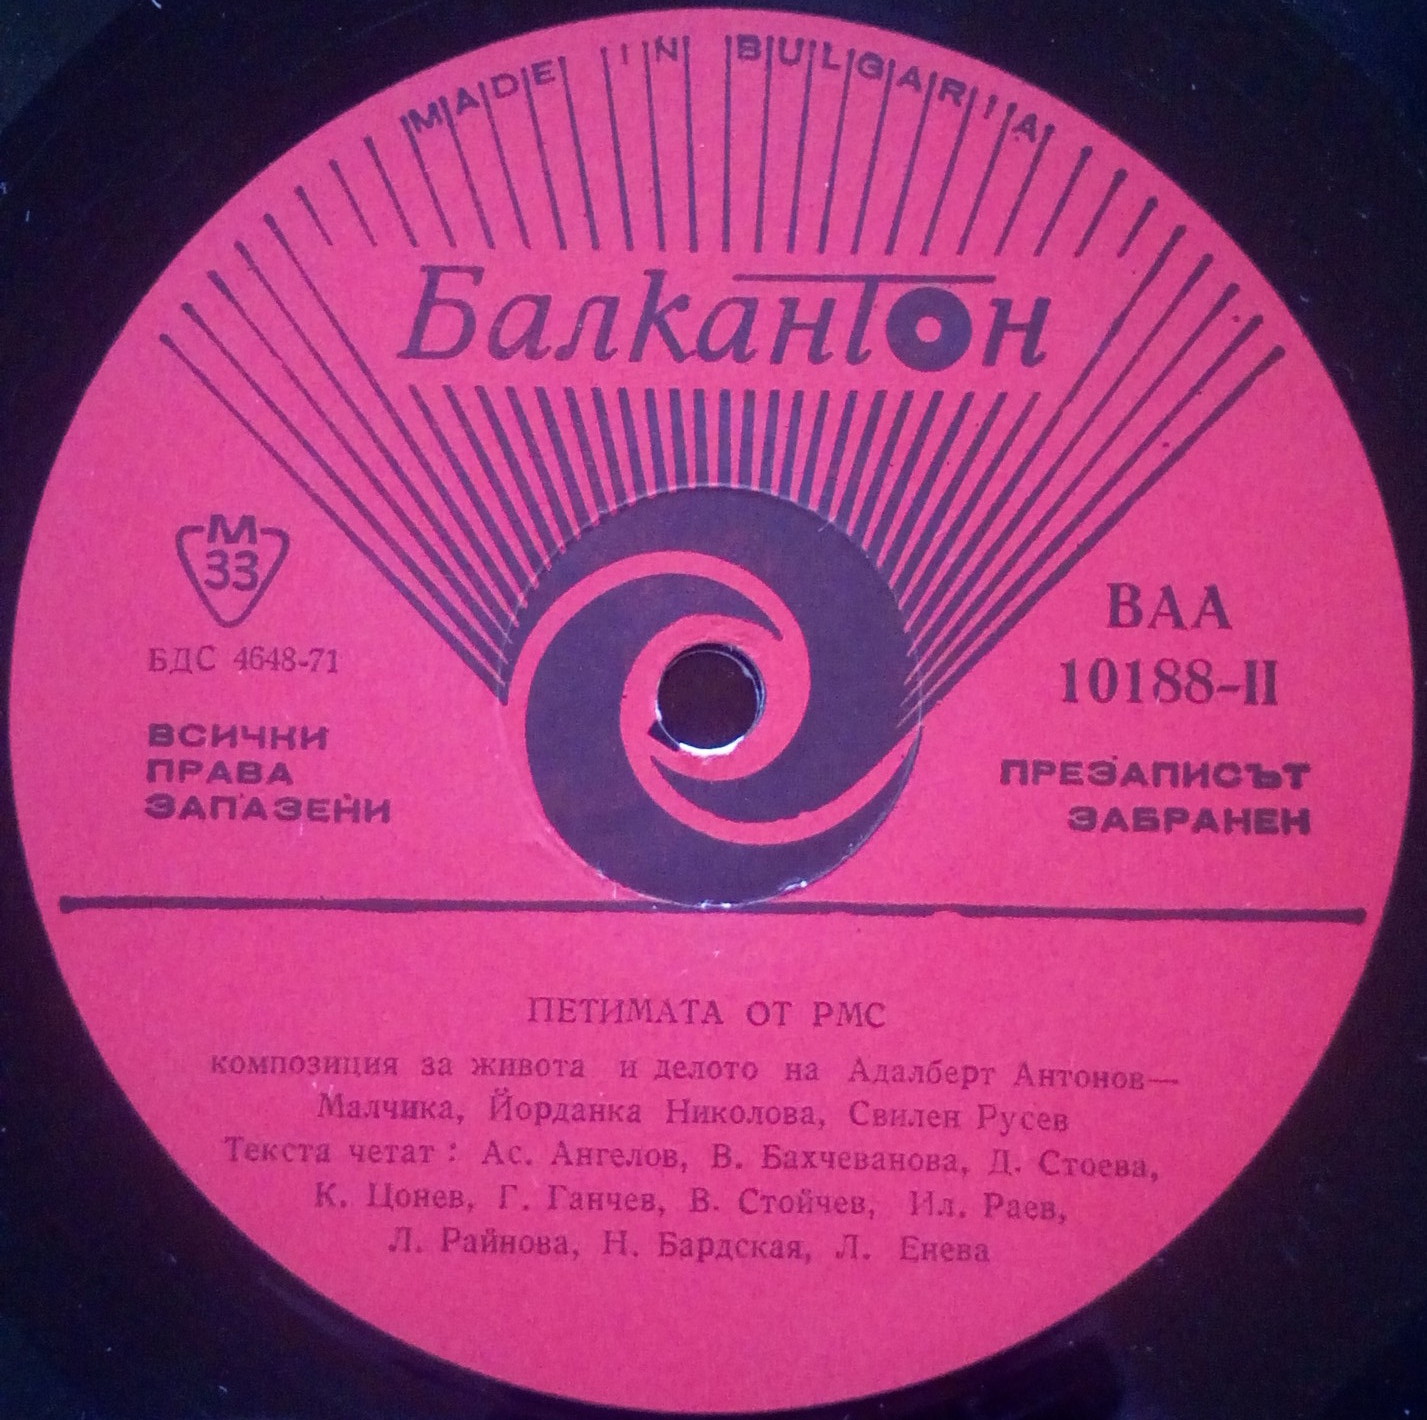 MADE IN BULGARIA
Балкантон
М
33
БДС 4648-71
ВСИЧКИ
ПРАВА
ЗАПАЗЕНИ
ВАА
10188-II
ПРЕЗАПИСЪТ
ЗАБРАНЕН
ПЕТИМАТА ОТ РМС
композиция за живота и делото на Адалберт Антонов—
Малчика, Йорданка Николова, Свилен Русев
Текста четат : Ас. Ангелов, В. Бахчеванова, Д. Стоева,
К. Цонев, Г. Ганчев, В. Стойчев, Ил. Раев,
Л. Райнова, Н. Бардская, Л. Енева